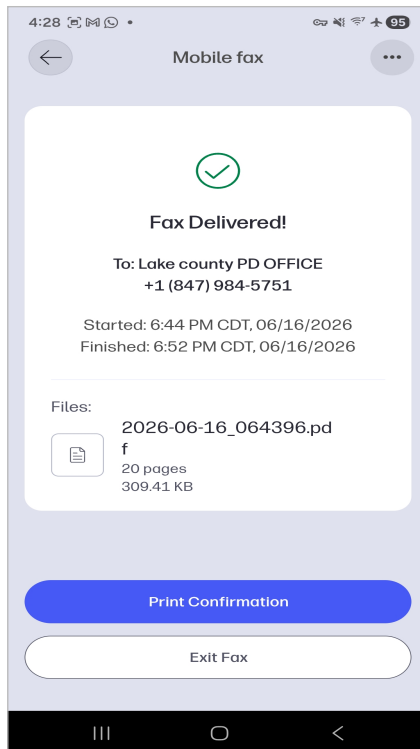 4:28
95
Mobile fax
Fax Delivered!
To: Lake county PD OFFICE
+1 (847) 984-5751
Started: 6:44 PM CDT, 06/16/2026
Finished: 6:52 PM CDT, 06/16/2026
Files:
2026-06-16_064396.pd
f
20 pages
309.41 KB
Print Confirmation
Exit Fax